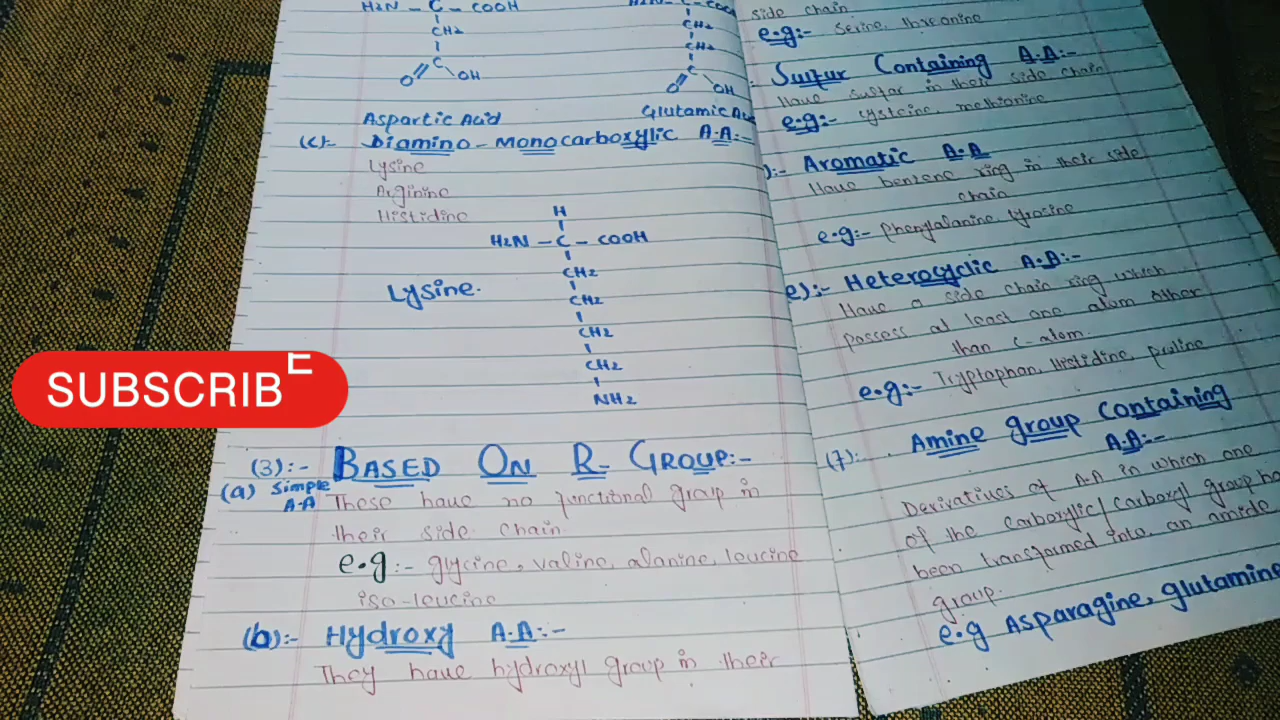 H2N – C – COOH
CH2
C
O OH
Aspartic Acid
C – COOH
CH2
CH2
C
O OH
Glutamic
(c):- Diamino - monocarboxylic A.A:-
Lysine
Arginine
Histidine
H
H2N – C – COOH
CH2
Lysine.
CH2
CH2
CH2
NH2
(3):- BASED ON R- GROUP:-
(a) Simple A.A These have no functional group in
their side chain
e.g:- glycine, valine, alanine, leucine
iso-leucine
(b):- Hydroxy A.A:-
They have hydroxyl group in their
side chain
e.g:- Serine, threonine
Sulfur Containing A.A:-
Have sulfur in their side chain
e.g:- cysteine, methionine
):- Aromatic A.A
Have benzene ring in their side
chain
e.g:- phenylalanine, tyrosine
e):- Heterocyclic A.A:-
Have a side chain ring which
possess at least one atom other
than C-atom.
e.g:- Tryptophan, Histidine, proline
(7): Amine group Containing
A.A:-
Derivatives of A.A in which one
of the carboxylic/carboxyl group ha
been transformed into an amide
group.
e.g Asparagine, glutamine
SUBSCRIBE